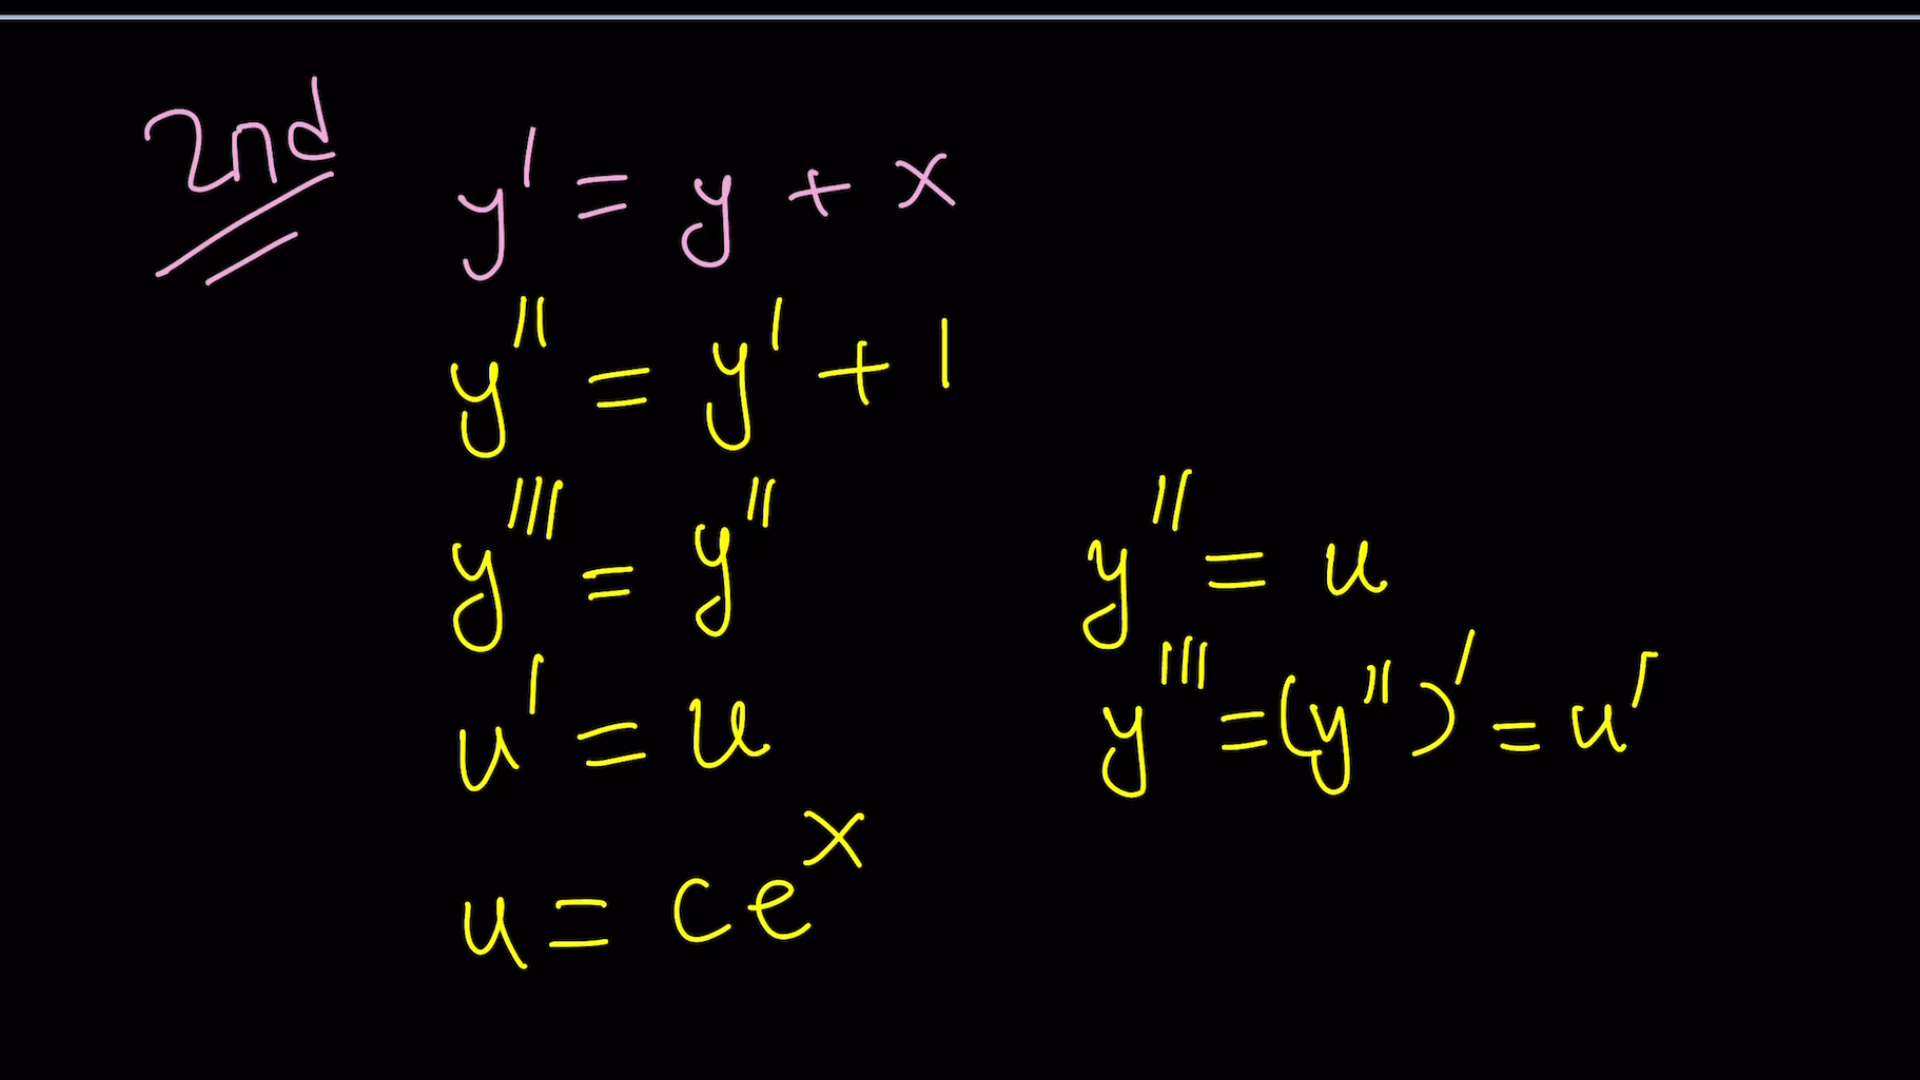 2nd
y' = y + x
y'' = y' + 1
y''' = y''
y'' = u
u' = u
y''' = (y'')' = u'
u = ce^x